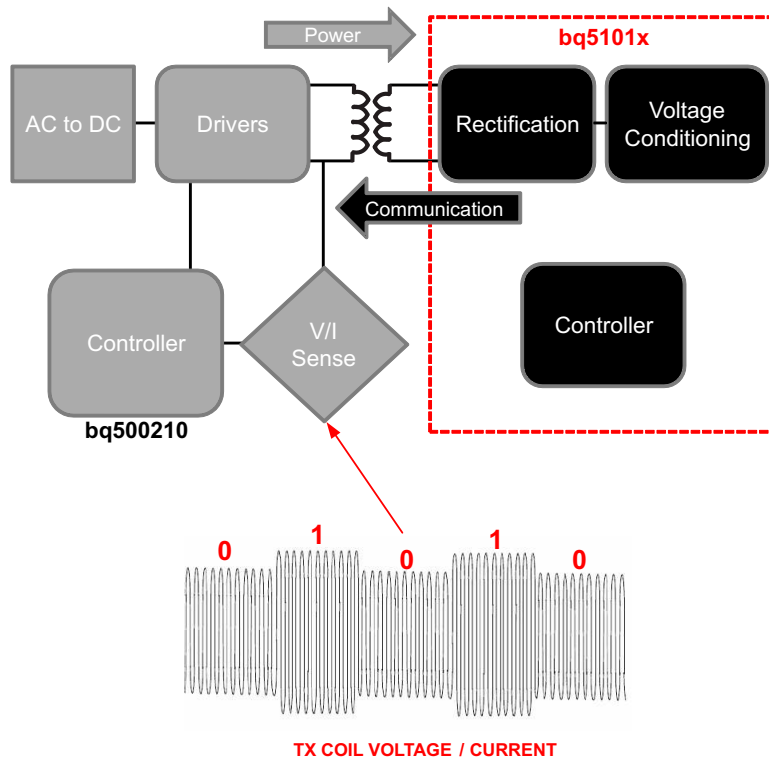 Power
bq5101x
AC to DC
Drivers
Rectification
Voltage
Conditioning
Communication
Controller
V/I
Sense
Controller
bq500210
0
1
0
1
0
TX COIL VOLTAGE / CURRENT